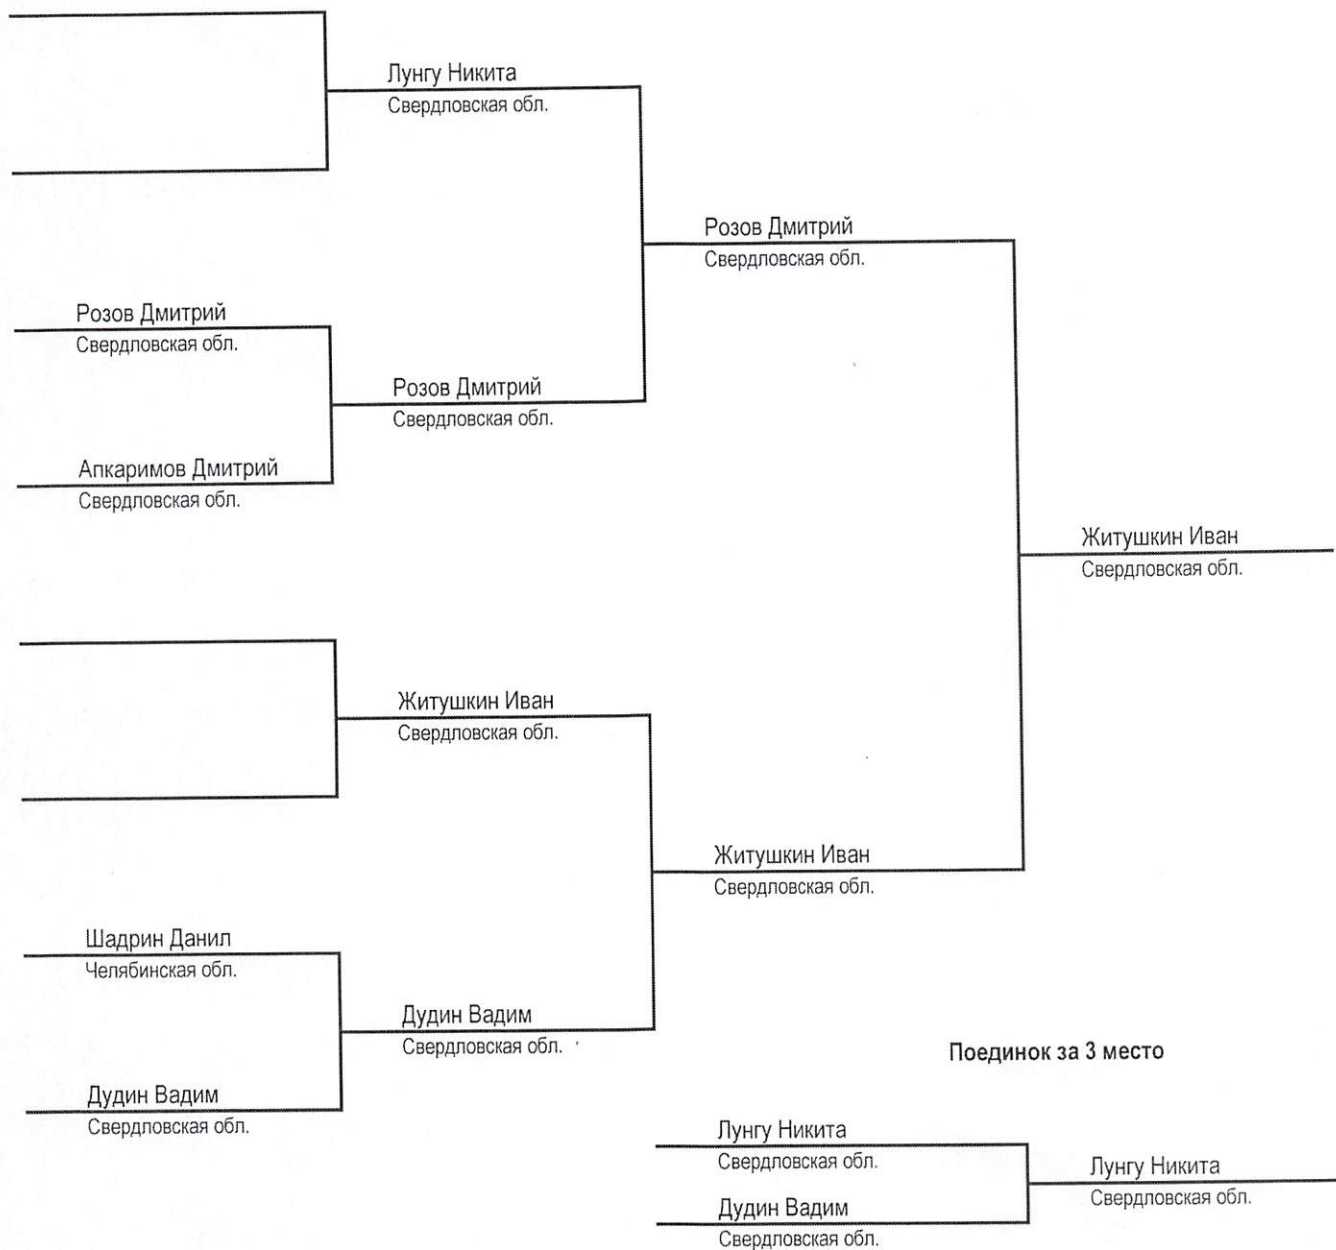 Лунгу Никита
Свердловская обл.
Розов Дмитрий
Свердловская обл.
Розов Дмитрий
Свердловская обл.
Розов Дмитрий
Свердловская обл.
Апкаримов Дмитрий
Свердловская обл.
Житушкин Иван
Свердловская обл.
Житушкин Иван
Свердловская обл.
Житушкин Иван
Свердловская обл.
Шадрин Данил
Челябинская обл.
Дудин Вадим
Свердловская обл.
Дудин Вадим
Свердловская обл.
Поединок за 3 место
Лунгу Никита
Свердловская обл.
Лунгу Никита
Свердловская обл.
Дудин Вадим
Свердловская обл.